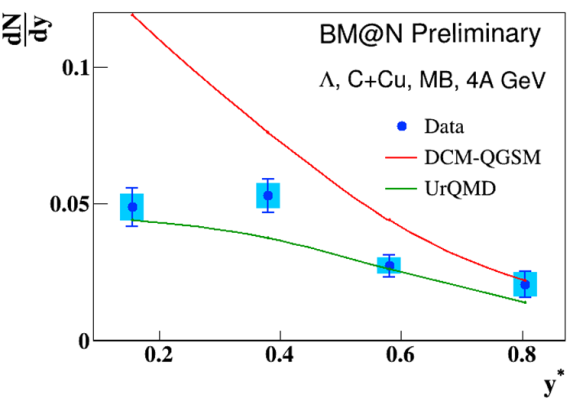 dN
dy
BM@N Preliminary
Λ, C+Cu, MB, 4A GeV
Data
DCM-QGSM
UrQMD
0.1
0.05
0
0.2 0.4 0.6 0.8
y*